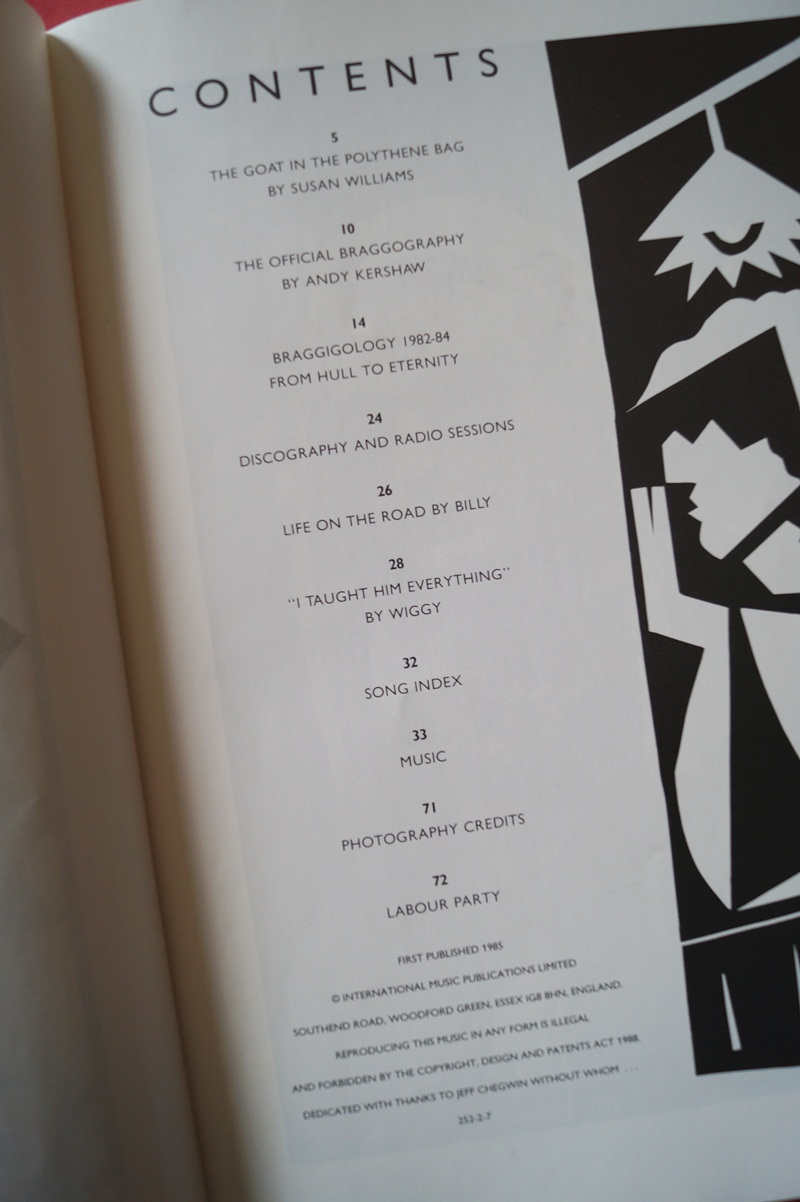 CONTENTS
5
THE GOAT IN THE POLYTHENE BAG
BY SUSAN WILLIAMS
10
THE OFFICIAL BRAGGOGRAPHY
BY ANDY KERSHAW
14
BRAGGIGOLOGY 1982-84
FROM HULL TO ETERNITY
24
DISCOGRAPHY AND RADIO SESSIONS
26
LIFE ON THE ROAD BY BILLY
28
“I TAUGHT HIM EVERYTHING”
BY WIGGY
32
SONG INDEX
33
MUSIC
71
PHOTOGRAPHY CREDITS
72
LABOUR PARTY
FIRST PUBLISHED 1985
© INTERNATIONAL MUSIC PUBLICATIONS LIMITED
SOUTHEND ROAD, WOODFORD GREEN, ESSEX IG8 8HN, ENGLAND.
REPRODUCING THIS MUSIC IN ANY FORM IS ILLEGAL
AND FORBIDDEN BY THE COPYRIGHT, DESIGN AND PATENTS ACT 1988.
DEDICATED WITH THANKS TO JEFF CHEGWIN WITHOUT WHOM ...
252-2-7